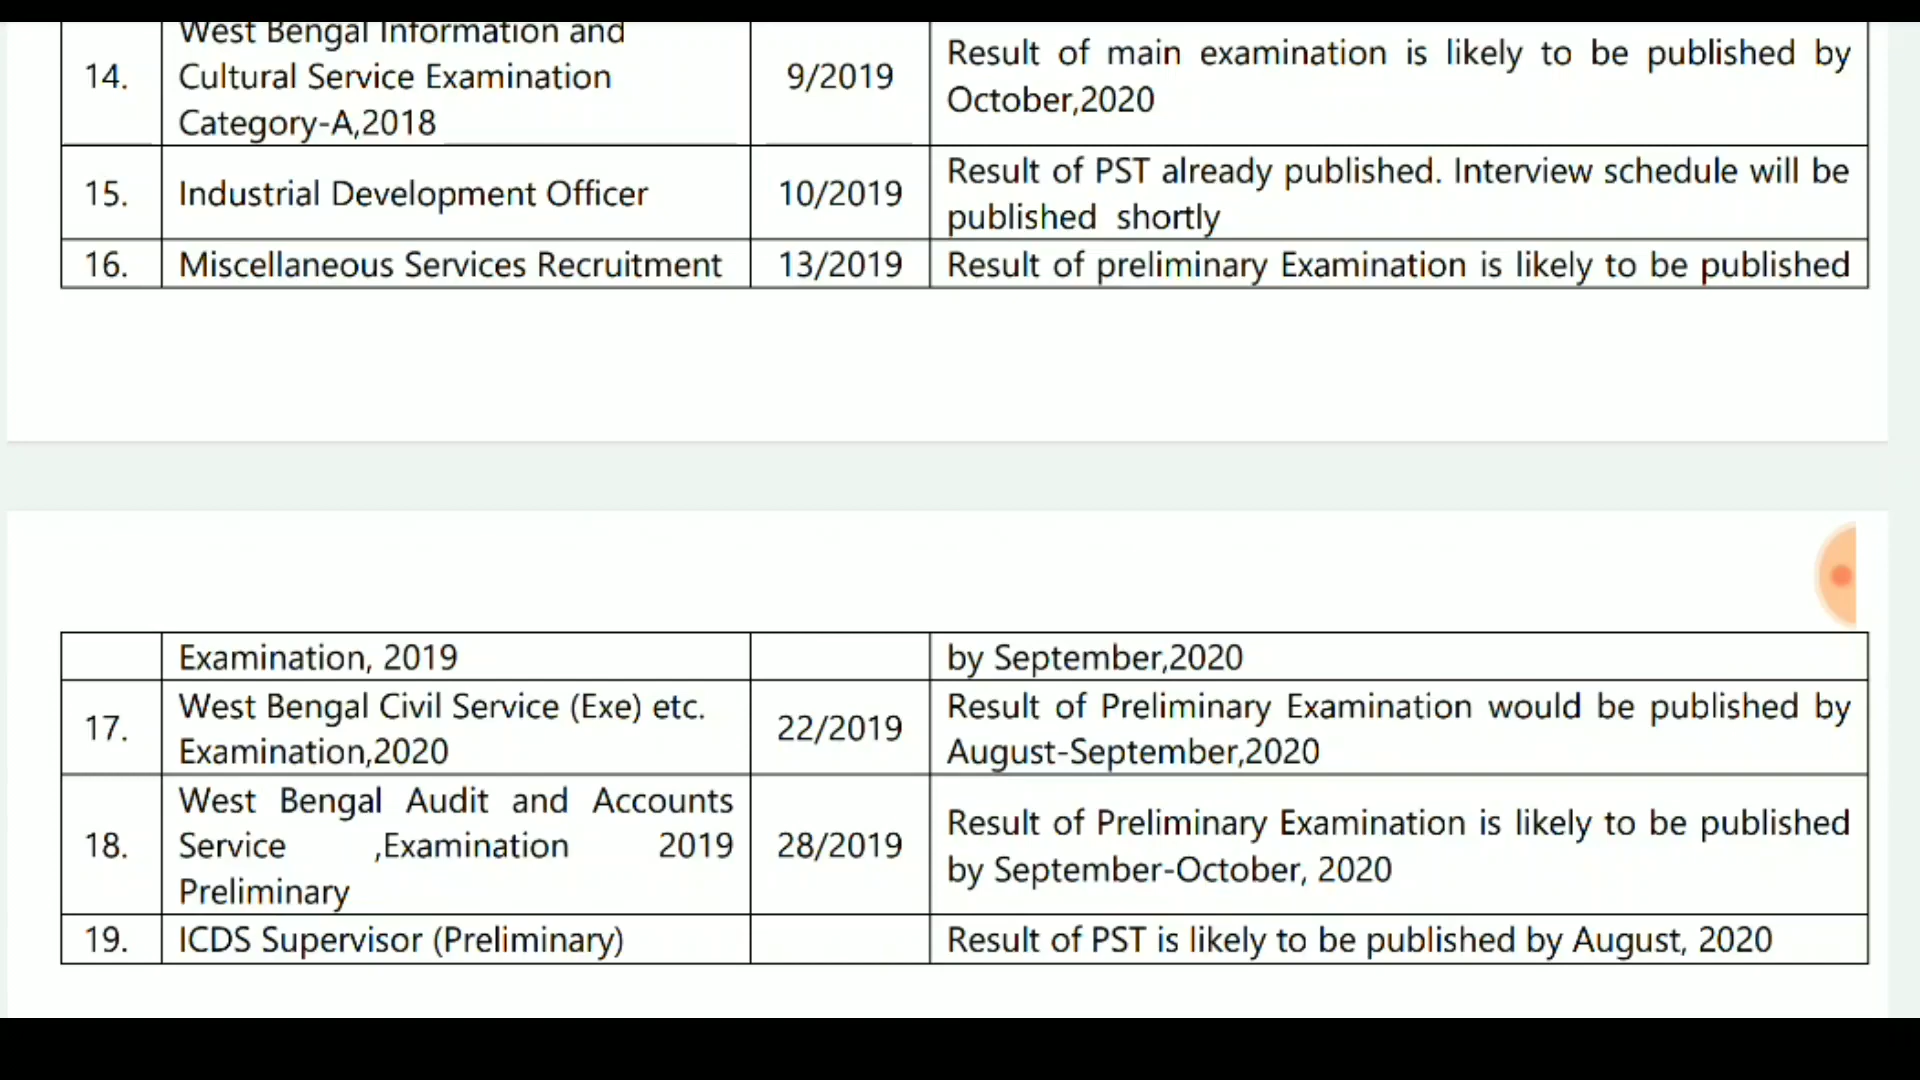 West Bengal Information and
14.
Cultural Service Examination
Category-A,2018
9/2019
Result of main examination is likely to be published by
October,2020
15.
Industrial Development Officer
10/2019
Result of PST already published. Interview schedule will be
published shortly
16.
Miscellaneous Services Recruitment
13/2019
Result of preliminary Examination is likely to be published
Examination, 2019
by September,2020
17.
West Bengal Civil Service (Exe) etc.
Examination,2020
22/2019
Result of Preliminary Examination would be published by
August-September,2020
18.
West Bengal Audit and Accounts
Service ,Examination 2019
Preliminary
28/2019
Result of Preliminary Examination is likely to be published
by September-October, 2020
19.
ICDS Supervisor (Preliminary)
Result of PST is likely to be published by August, 2020